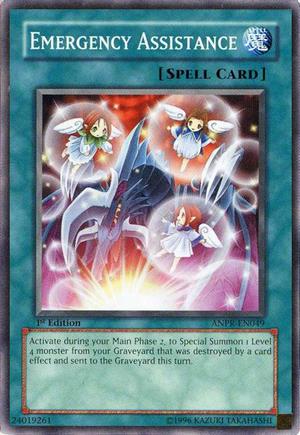 EMERGENCY ASSISTANCE
魔
[SPELL CARD]
1st Edition
ANPR-EN049
Activate during your Main Phase 2, to Special Summon 1 Level
4 monster from your Graveyard that was destroyed by a card
effect and sent to the Graveyard this turn.
24019261
©1996 KAZUKI TAKAHASHI